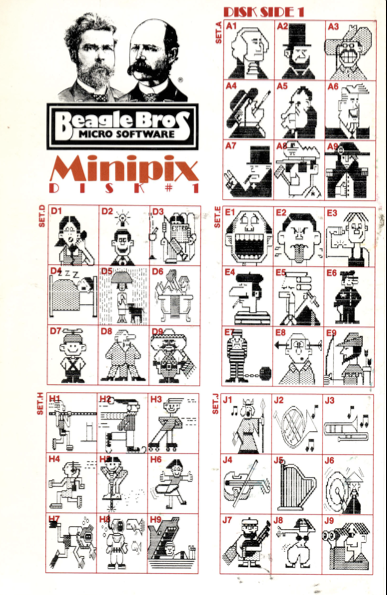 DISK SIDE 1
SET.A
A1 A2 A3
A4 A5 A6
A7 A8 A9
Beagle Bros
MICRO SOFTWARE
Minipix
DISK #1
SET.D
D1 D2 D3
D4 D5 D6
D7 D8 D9
SET.E
E1 E2 E3
E4 E5 E6
E7 E8 E9
SET.H
H1 H2 H3
H4 H5 H6
H7 H8 H9
SET.J
J1 J2 J3
J4 J5 J6
J7 J8 J9